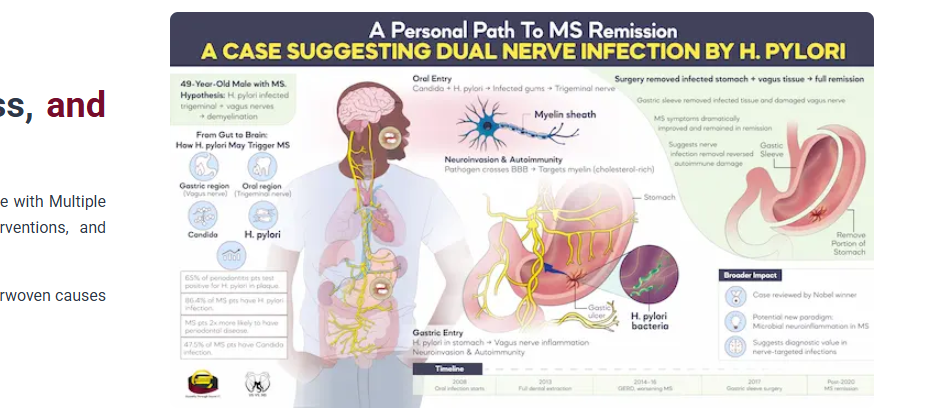 ss, and
e with Multiple
erventions, and
rwoven causes
A Personal Path To MS Remission
A CASE SUGGESTING DUAL NERVE INFECTION BY H. PYLORI
49-Year-Old Male with MS.
Hypothesis: H. pylori infected
trigeminal + vagus nerves
→ demyelination
From Gut to Brain:
How H. pylori May Trigger MS
Gastric region
(Vagus nerve)
Oral region
(Trigeminal nerve)
Candida
H. pylori
65% of periodontitis pts test
positive for H. pylori in plaque.
86.4% of MS pts have H. pylori
infection.
MS pts 2x more likely to have
periodontal disease.
47.5% of MS pts have Candida
infection.
Oral Entry
Candida + H. pylori → Infected gums → Trigeminal nerve
Myelin sheath
Neuroinvasion & Autoimmunity
Pathogen crosses BBB → Targets myelin (cholesterol-rich)
Stomach
Gastic
ulcer
H. pylori
bacteria
Gastric Entry
H. pylori in stomach → Vagus nerve inflammation
Neuroinvasion & Autoimmunity
Surgery removed infected stomach + vagus tissue → full remission
Gastric sleeve removed infected tissue and damaged vagus nerve
MS symptoms dramatically
improved and remained in remission
Suggests nerve
infection removal reversed
autoimmune damage
Gastic
Sleeve
Remove
Portion of
Stomach
Broader Impact
Case reviewed by Nobel winner
Potential new paradigm:
Microbial neuroinflammation in MS
Suggests diagnostic value in
nerve-targeted infections
Timeline
2008
Oral infection starts
2013
Full dental extraction
2014-15
GERD, worsening MS
2017
Gastric sleeve surgery
Post-2020
MS remission